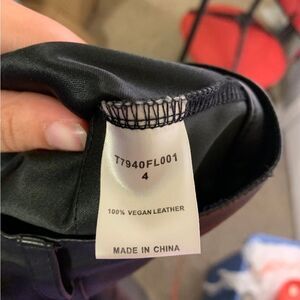 T7940FL001
4
100% VEGAN LEATHER
MADE IN CHINA